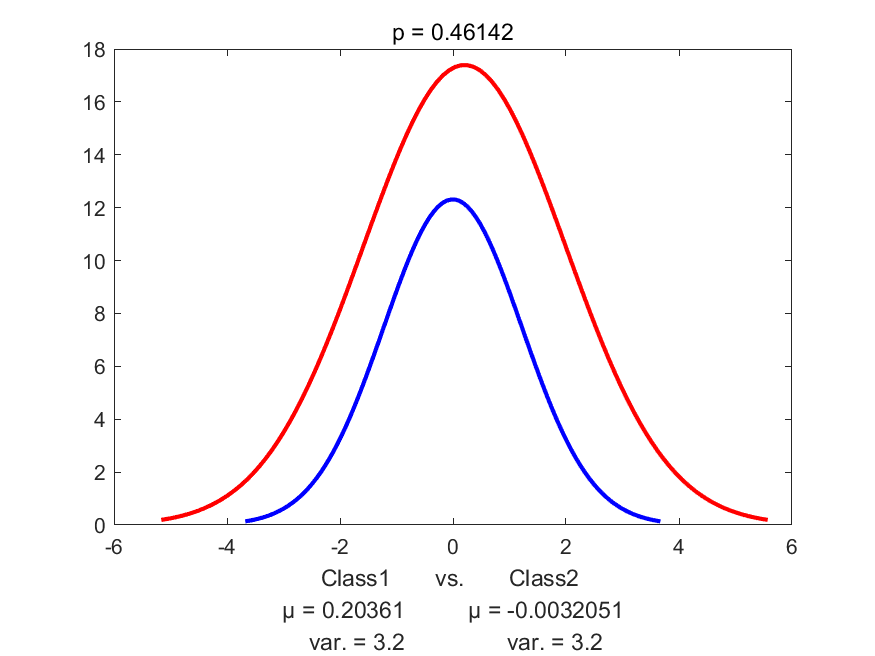 p = 0.46142
18
16
14
12
10
8
6
4
2
0
-6 -4 -2 0 2 4 6
Class1 vs. Class2
μ = 0.20361 μ = -0.0032051
var. = 3.2 var. = 3.2